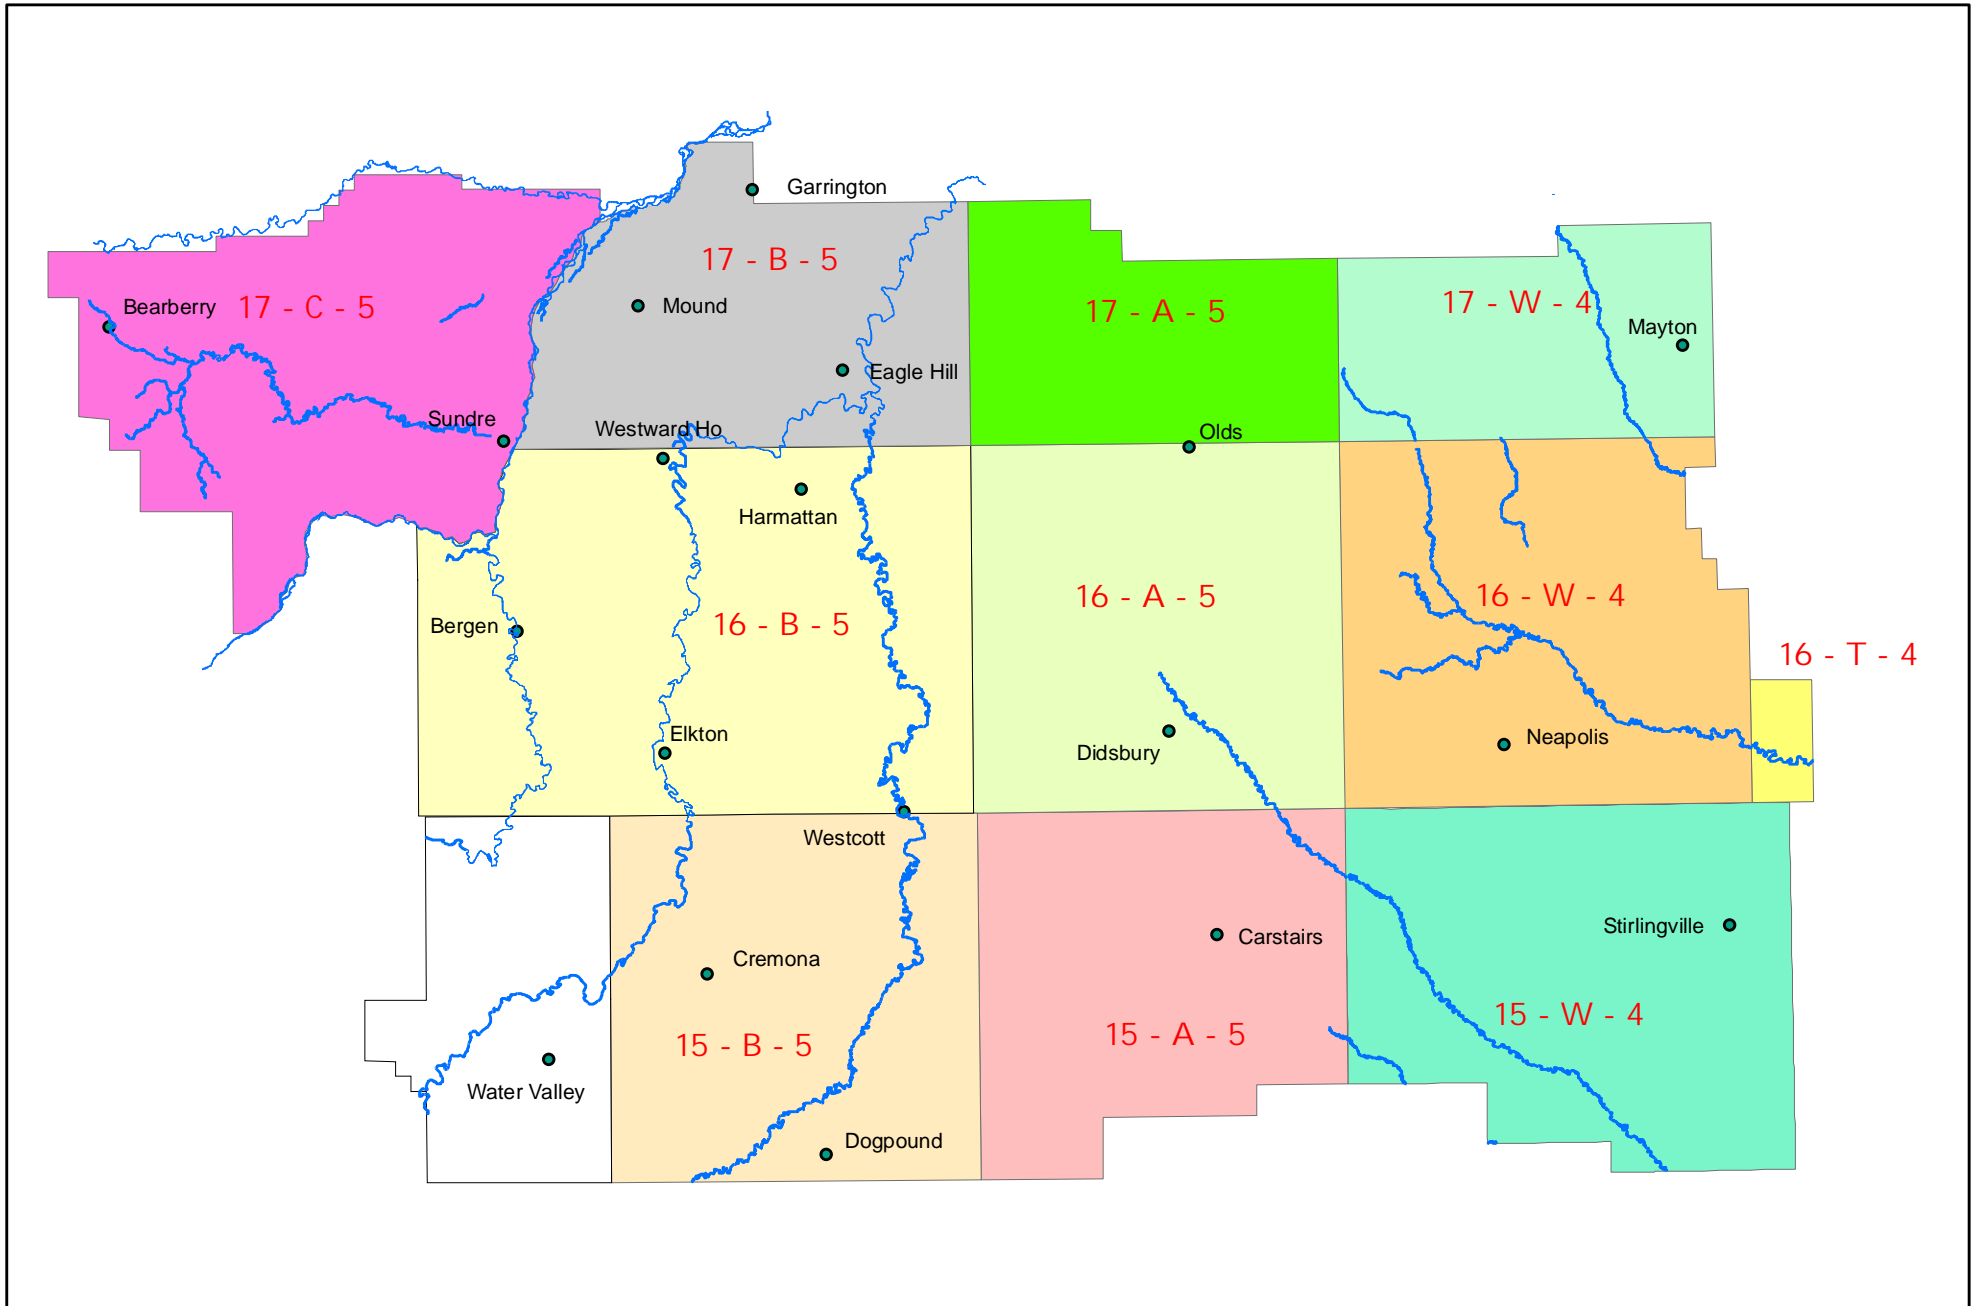 Garrington
17 - B - 5
Bearberry
17 - C - 5
Mound
17 - A - 5
17 - W - 4
Mayton
Eagle Hill
Sundre
Westward Ho
Olds
Harmattan
16 - A - 5
16 - W - 4
Bergen
16 - B - 5
16 - T - 4
Elkton
Didsbury
Neapolis
Westcott
Stirlingville
Carstairs
Cremona
15 - W - 4
15 - B - 5
15 - A - 5
Water Valley
Dogpound